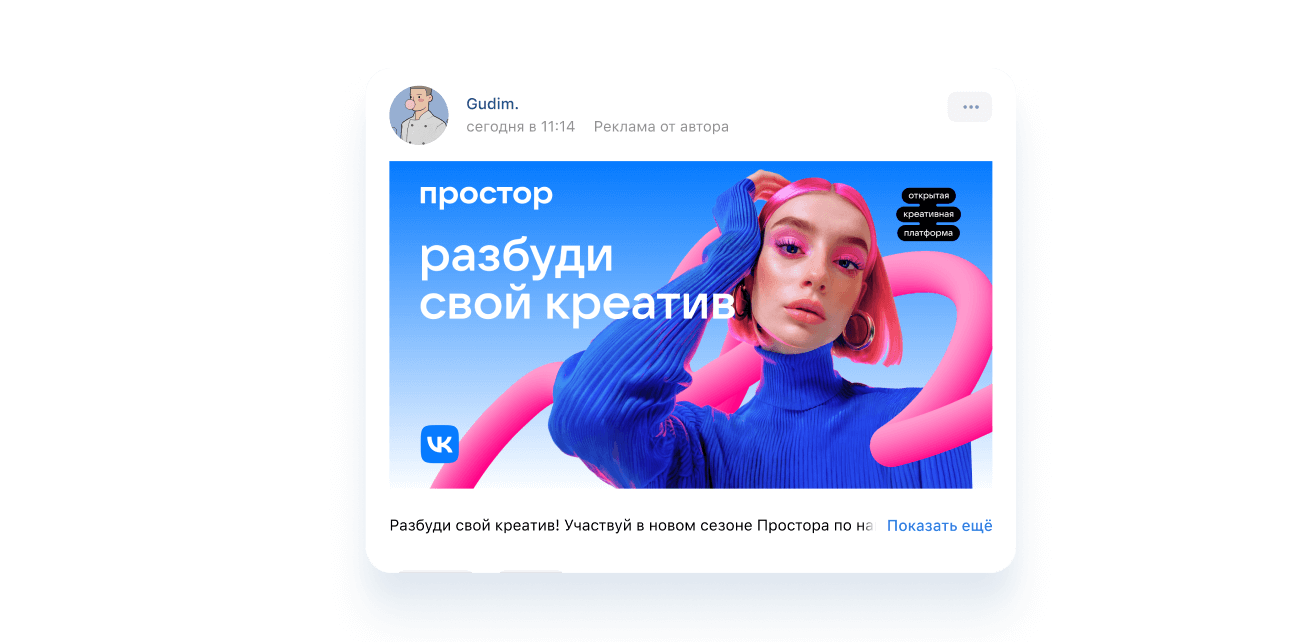 Gudim.
сегодня в 11:14 Реклама от автора
простор
открытая
креативная
платформа
разбуди
свой креатив
VK
Разбуди свой креатив! Участвуй в новом сезоне Простора по на Показать ещё